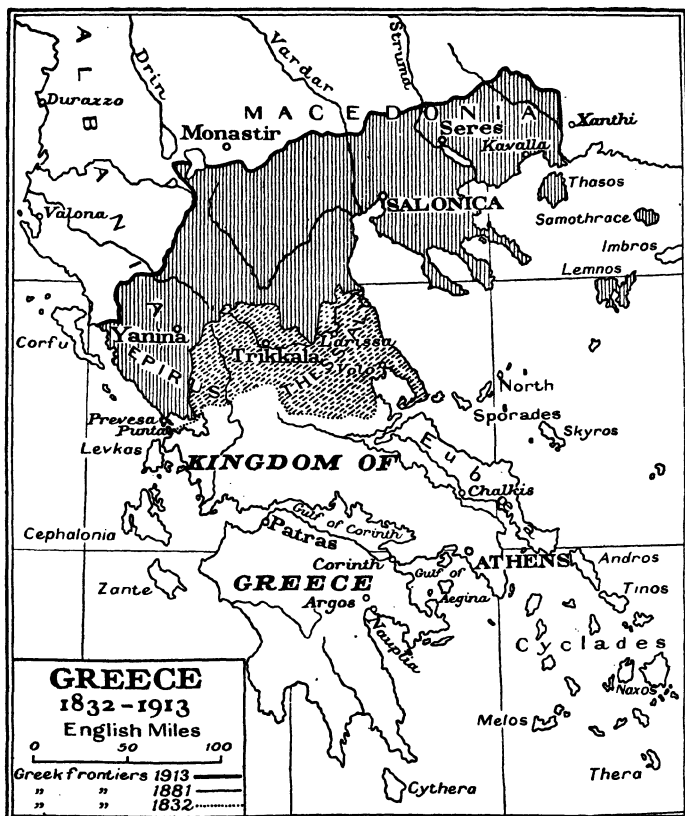 ALBANIA
Drin
Vardar
Struma
Durazzo
MACEDONIA
Monastir
Seres
Xanthi
Kavalla
Thasos
SALONICA
Valona
Samothrace
Imbros
Lemnos
Yanina
Corfu
EPIRUS
Trikkala
Larissa
THESSALY
Volo
North
Sporades
Skyros
Prevesa
Punta
Levkas
KINGDOM OF
Eub
Chalkis
Gulf of Corinth
Cephalonia
Patras
Corinth
ATHENS
Andros
Zante
GREECE
Gulf of
Aegina
Tinos
Argos
Nauplia
Cyclades
Naxos
Melos
Thera
Cythera
GREECE
1832-1913
English Miles
0 50 100
Greek frontiers 1913
" " 1881
" " 1832